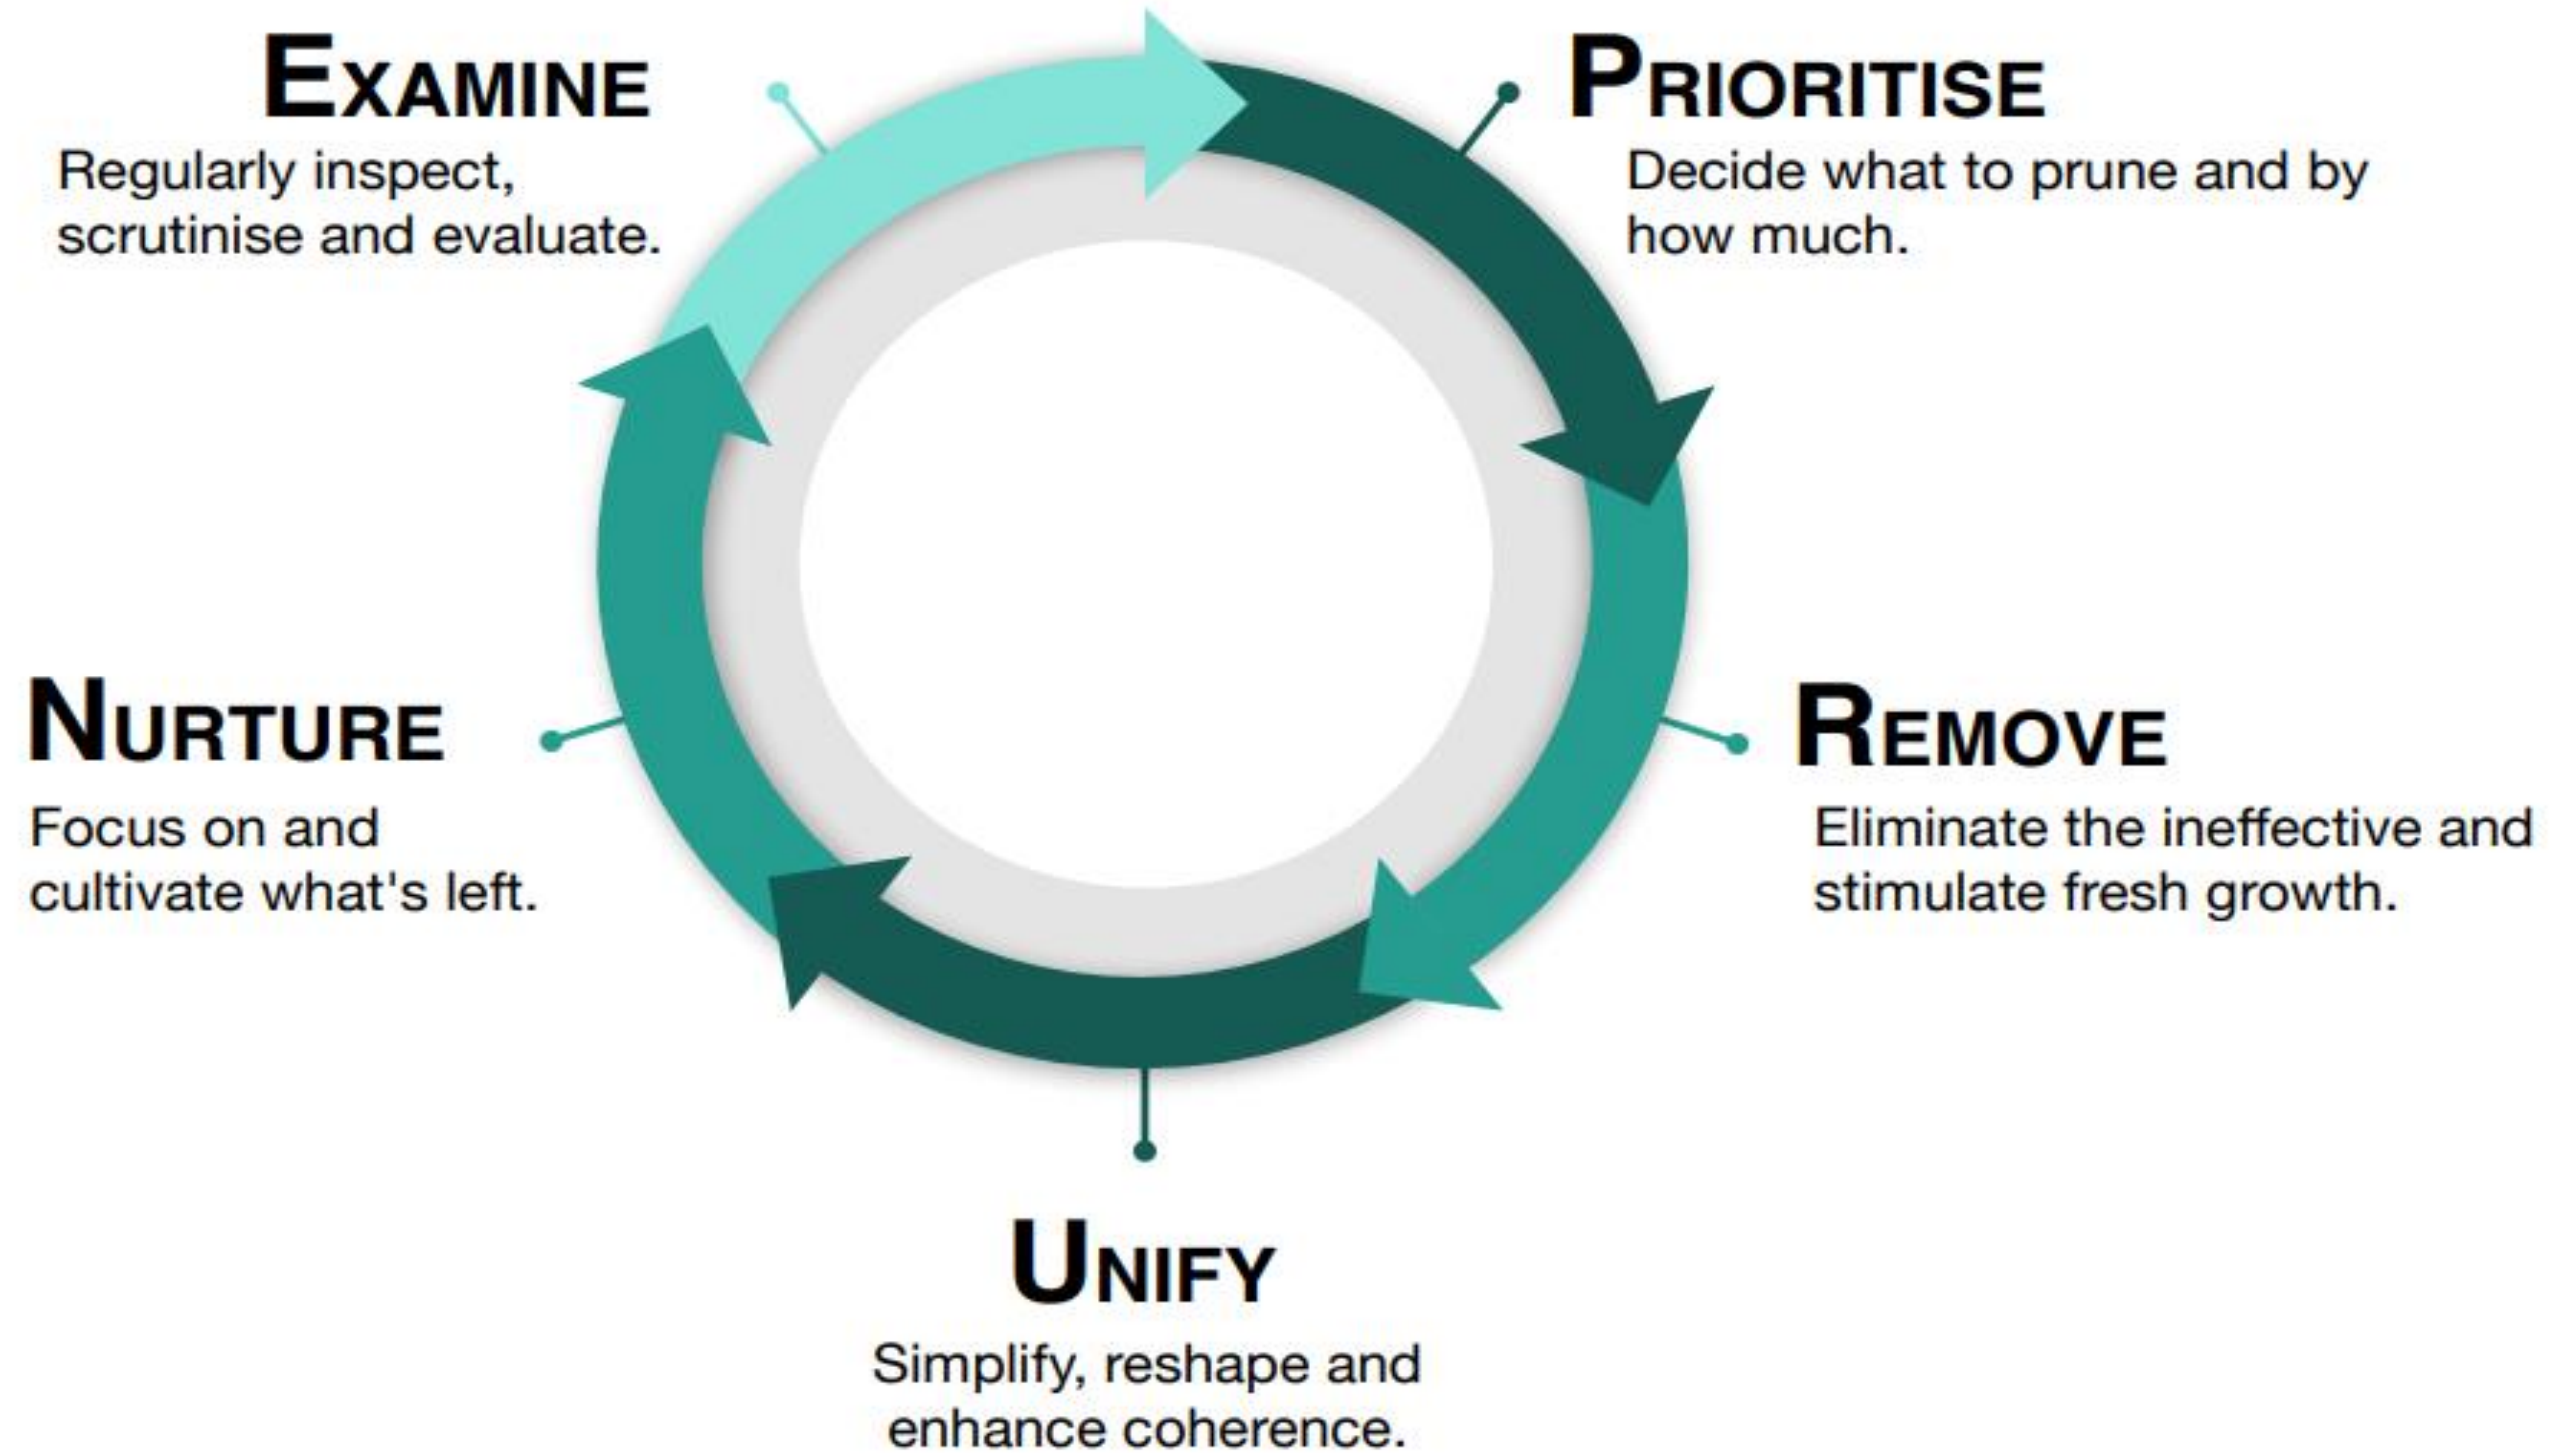 PRIORITISE
Decide what to prune and by
how much.
REMOVE
Eliminate the ineffective and
stimulate fresh growth.
UNIFY
Simplify, reshape and
enhance coherence.
NURTURE
Focus on and
cultivate what's left.
EXAMINE
Regularly inspect,
scrutinise and evaluate.